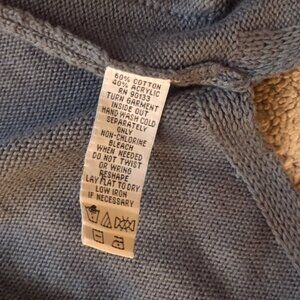 60% COTTON
40% ACRYLIC
RN 90133
TURN GARMENT
INSIDE OUT
HAND WASH COLD
SEPARATELY
ONLY
NON-CHLORINE
BLEACH
WHEN NEEDED
DO NOT TWIST
OR WRING
RESHAPE
LAY FLAT TO DRY
LOW IRON
IF NECESSARY